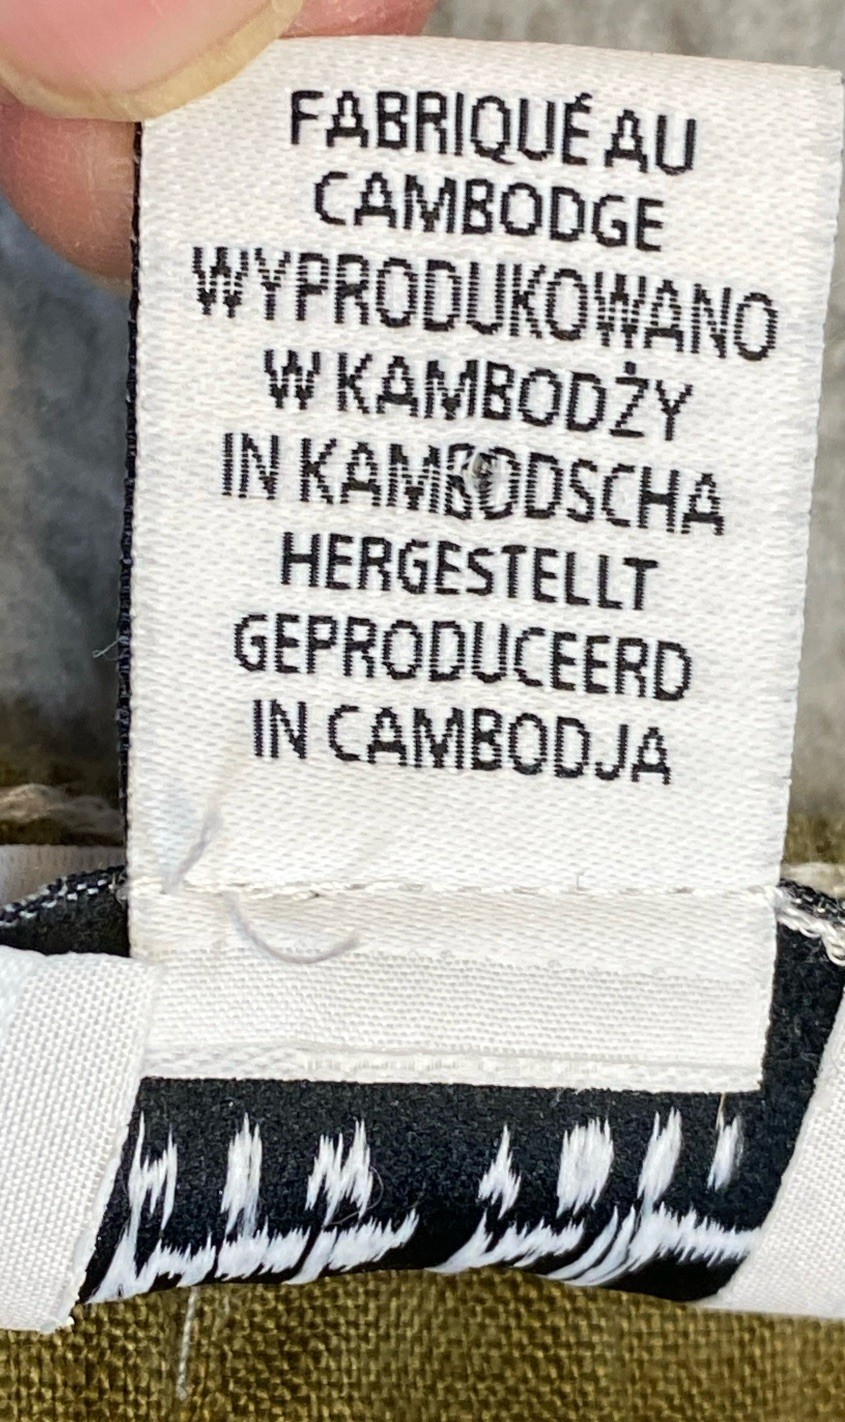 FABRIQUÉ AU
CAMBODGE
WYPRODUKOWANO
W KAMBODŻY
IN KAMBODSCHA
HERGESTELLT
GEPRODUCEERD
IN CAMBODJA